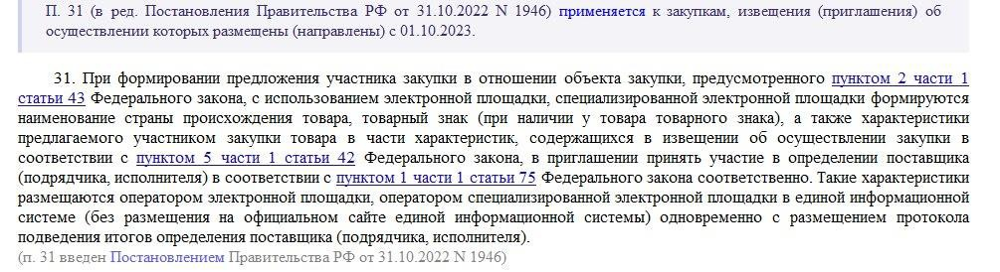 П. 31 (в ред. Постановления Правительства РФ от 31.10.2022 N 1946) применяется к закупкам, извещения (приглашения) об
осуществлении которых размещены (направлены) с 01.10.2023.
31. При формировании предложения участника закупки в отношении объекта закупки, предусмотренного пунктом 2 части 1
статьи 43 Федерального закона, с использованием электронной площадки, специализированной электронной площадки формируются
наименование страны происхождения товара, товарный знак (при наличии у товара товарного знака), а также характеристики
предлагаемого участником закупки товара в части характеристик, содержащихся в извещении об осуществлении закупки в
соответствии с пунктом 5 части 1 статьи 42 Федерального закона, в приглашении принять участие в определении поставщика
(подрядчика, исполнителя) в соответствии с пунктом 1 части 1 статьи 75 Федерального закона соответственно. Такие характеристики
размещаются оператором электронной площадки, оператором специализированной электронной площадки в единой информационной
системе (без размещения на официальном сайте единой информационной системы) одновременно с размещением протокола
подведения итогов определения поставщика (подрядчика, исполнителя).
(п. 31 введен Постановлением Правительства РФ от 31.10.2022 N 1946)